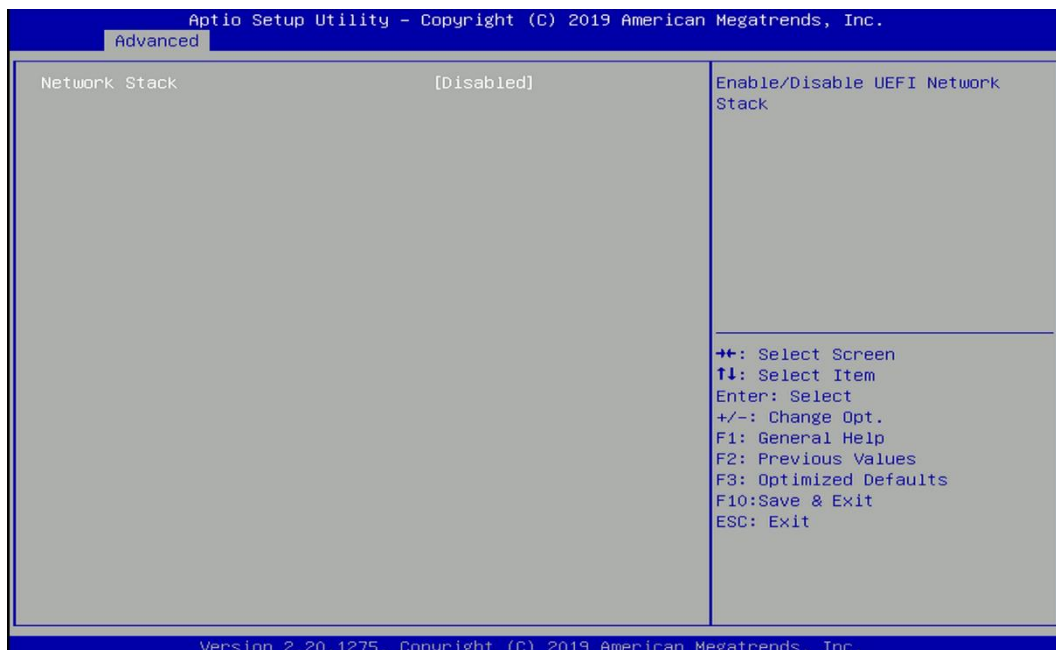 Aptio Setup Utility – Copyright (C) 2019 American Megatrends, Inc.
Advanced
Network Stack [Disabled]
Enable/Disable UEFI Network
Stack
→←: Select Screen
↑↓: Select Item
Enter: Select
+/-: Change Opt.
F1: General Help
F2: Previous Values
F3: Optimized Defaults
F10:Save & Exit
ESC: Exit
Version 2.20.1275. Copyright (C) 2019 American Megatrends, Inc.